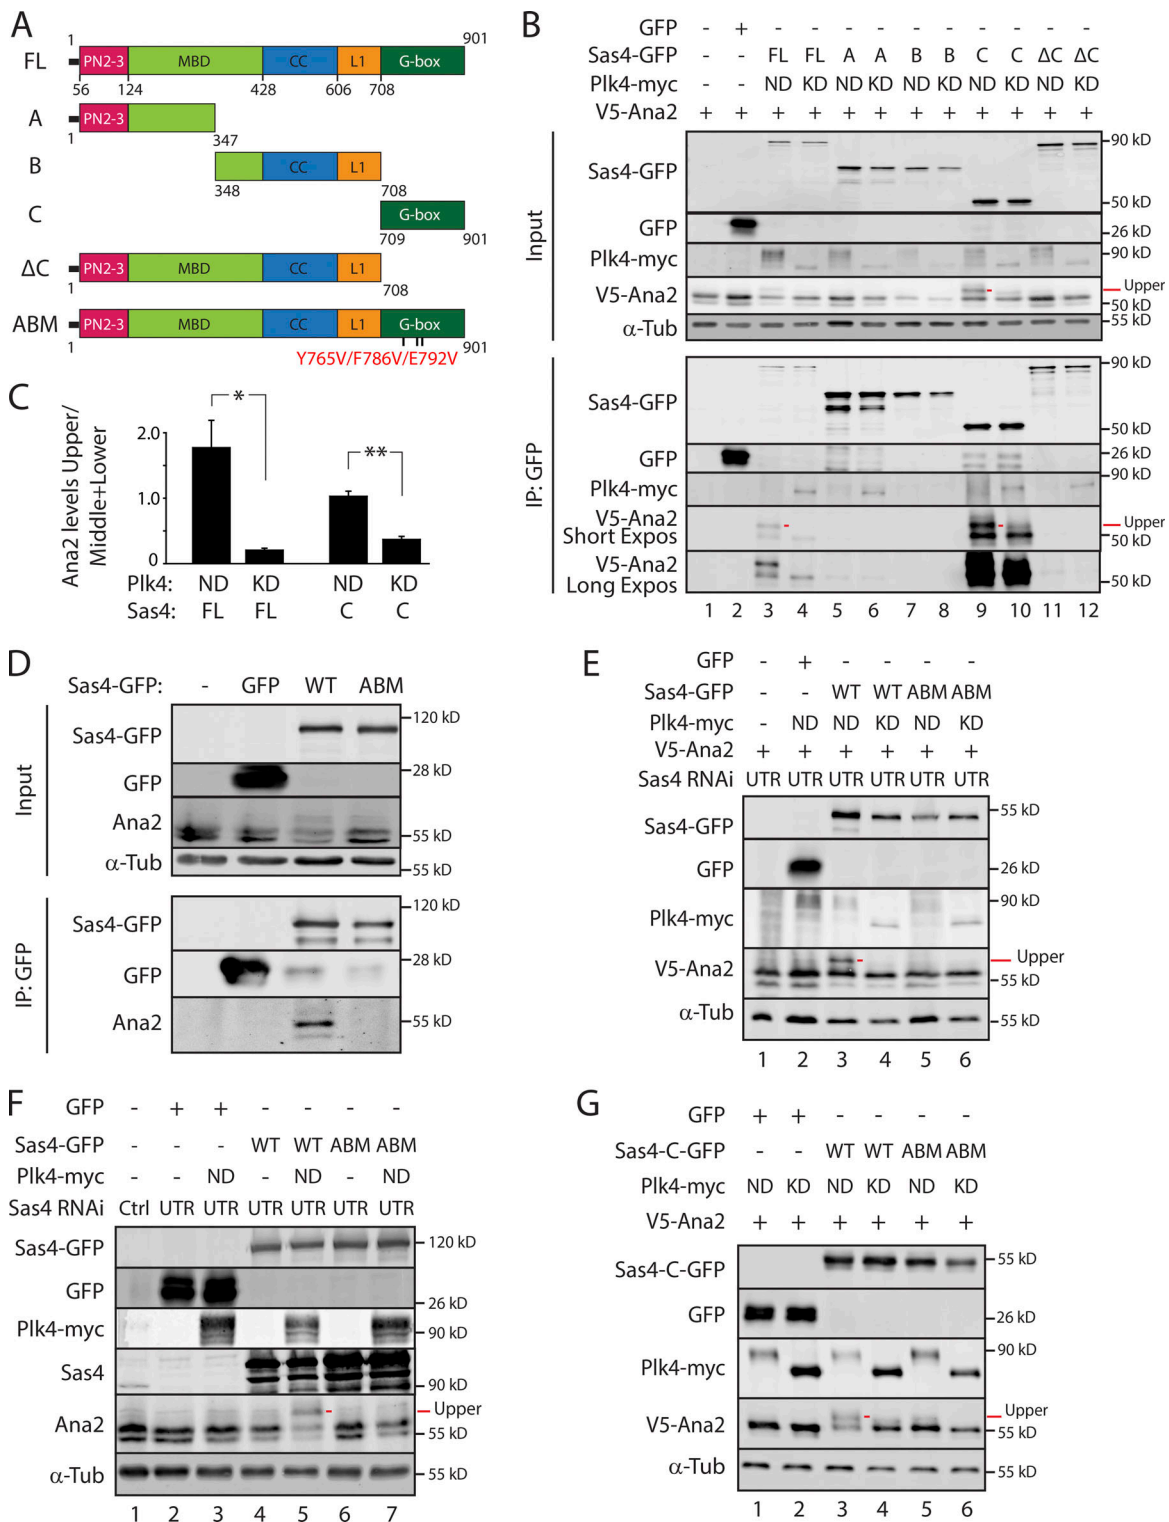 A
1 901
FL PN2-3 MBD CC L1 G-box
56 124 428 606 708
A PN2-3
1 347
B CC L1
348 708
C G-box
709 901
ΔC PN2-3 MBD CC L1
1 708
ABM PN2-3 MBD CC L1 G-box
1 901
Y765V/F786V/E792V
B
GFP - + - - - - - - - - - -
Sas4-GFP - - FL FL A A B B C C ΔC ΔC
Plk4-myc - - ND KD ND KD ND KD ND KD ND KD
V5-Ana2 + + + + + + + + + + + +
Input
Sas4-GFP 90 kD
50 kD
GFP 26 kD
Plk4-myc 90 kD
V5-Ana2 Upper
50 kD
α-Tub 55 kD
IP: GFP
Sas4-GFP 90 kD
50 kD
GFP 26 kD
90 kD
Plk4-myc
V5-Ana2 Short Expos Upper
50 kD
V5-Ana2 Long Expos 50 kD
1 2 3 4 5 6 7 8 9 10 11 12
C
Ana2 levels Upper/
Middle+Lower
2.0
1.0
0
* **
Plk4: ND KD ND KD
Sas4: FL FL C C
D
Sas4-GFP: - GFP WT ABM
Input
Sas4-GFP 120 kD
GFP 28 kD
Ana2 55 kD
α-Tub 55 kD
IP: GFP
Sas4-GFP 120 kD
GFP 28 kD
Ana2 55 kD
E
GFP - + - - - -
Sas4-GFP - - WT WT ABM ABM
Plk4-myc - ND ND KD ND KD
V5-Ana2 + + + + + +
Sas4 RNAi UTR UTR UTR UTR UTR UTR
Sas4-GFP 55 kD
GFP 26 kD
Plk4-myc 90 kD
V5-Ana2 Upper
55 kD
α-Tub 55 kD
1 2 3 4 5 6
F
GFP - + + - - - -
Sas4-GFP - - - WT WT ABM ABM
Plk4-myc - - ND - ND - ND
Sas4 RNAi Ctrl UTR UTR UTR UTR UTR UTR
Sas4-GFP 120 kD
GFP 26 kD
Plk4-myc 90 kD
Sas4 90 kD
Ana2 Upper
55 kD
α-Tub 55 kD
1 2 3 4 5 6 7
G
GFP + + - - - -
Sas4-C-GFP - - WT WT ABM ABM
Plk4-myc ND KD ND KD ND KD
V5-Ana2 + + + + + +
Sas4-C-GFP 55 kD
GFP 26 kD
Plk4-myc 90 kD
V5-Ana2 Upper
55 kD
α-Tub 55 kD
1 2 3 4 5 6